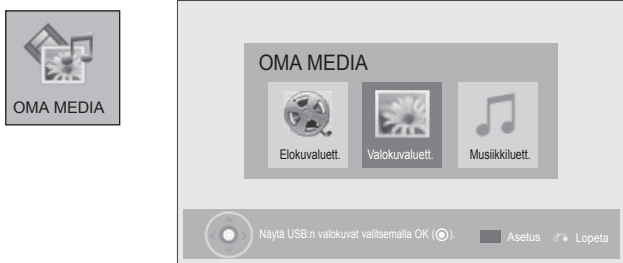 OMA MEDIA
OMA MEDIA
Elokuvaluett. Valokuvaluett. Musiikkiluett.
Näytä USB:n valokuvat valitsemalla OK (◉). Asetus Lopeta